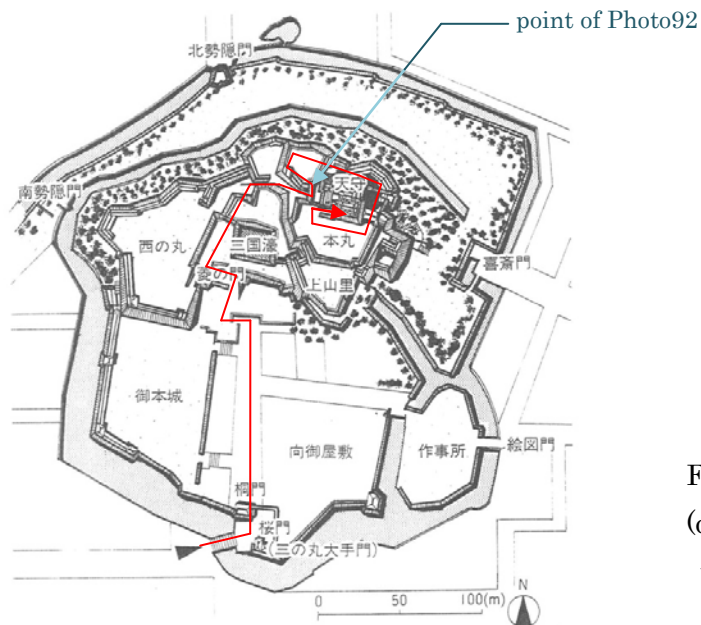 point of Photo92
北勢隠門
南勢隠門
天守
西の丸
三国濠
本丸
喜斎門
菱の門
上山里
御本城
向御屋敷
作事所
絵図門
桐門
桜門
(三の丸大手門)
N
0 50 100(m)
F
(o